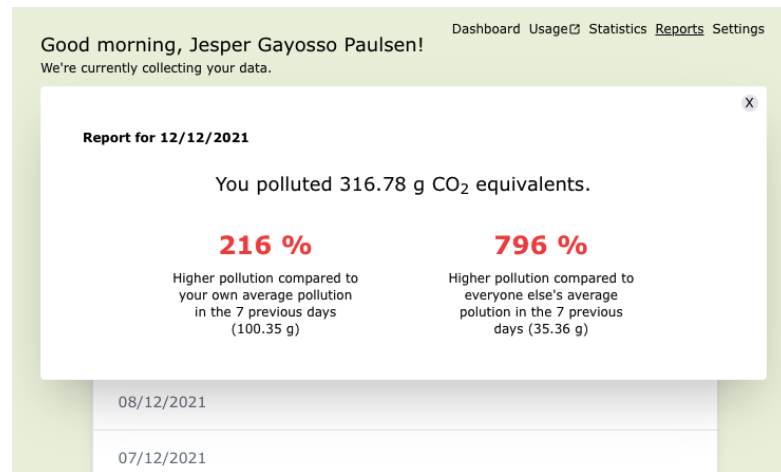 Good morning, Jesper Gayosso Paulsen!
Dashboard Usage Statistics Reports Settings
We're currently collecting your data.
X
Report for 12/12/2021
You polluted 316.78 g CO₂ equivalents.
216 %
Higher pollution compared to
your own average pollution
in the 7 previous days
(100.35 g)
796 %
Higher pollution compared to
everyone else's average
polution in the 7 previous
days (35.36 g)
08/12/2021
07/12/2021